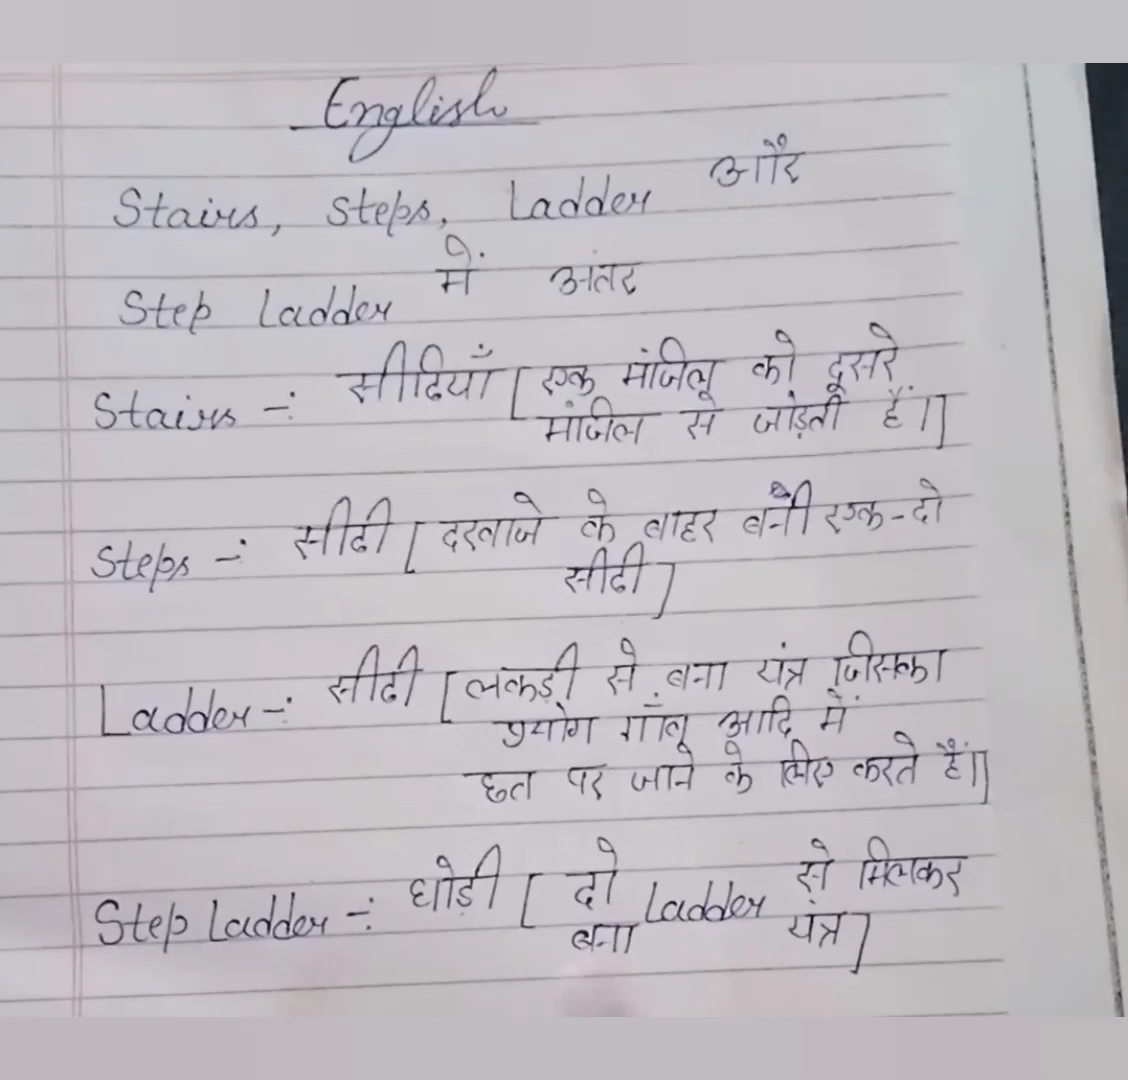 English
Stairs, Steps, Ladder और
Step Ladder में अंतर
Stairs -: सीढियाँ [एक मंजिल को दूसरे
मंजिल से जोड़ती हैं।]
Steps -: सीढी [दरवाजे के बाहर बनी एक-दो
सीढी]
Ladder -: सीढी [लकड़ी से बना यंत्र जिसका
प्रयोग गाँव आदि में
छत पर जाने के लिए करते हैं।]
Step Ladder -: घोड़ी [दो Ladder से मिलकर
बना यंत्र]